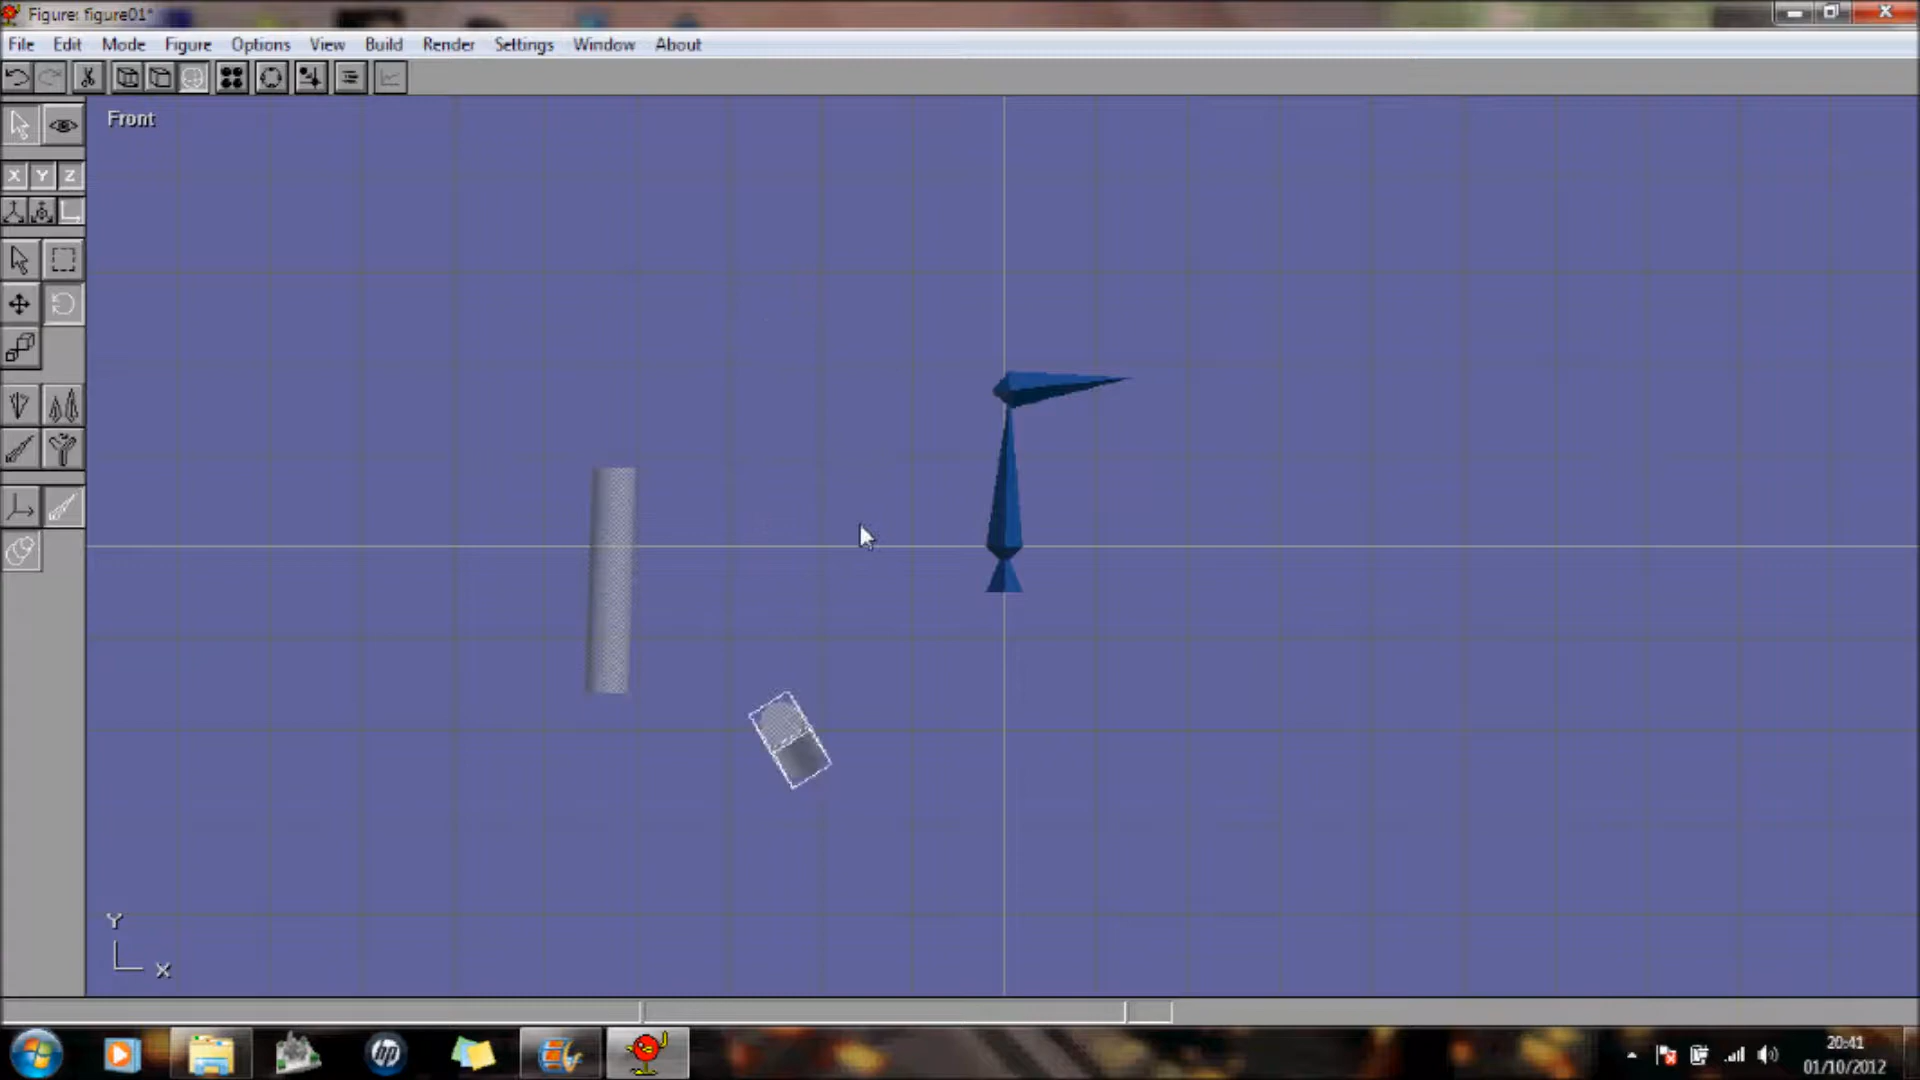 Figure: figure01*
File Edit Mode Figure Options View Build Render Settings Window About
Front
X Y Z
Y
X
hp
20:41
01/10/2012